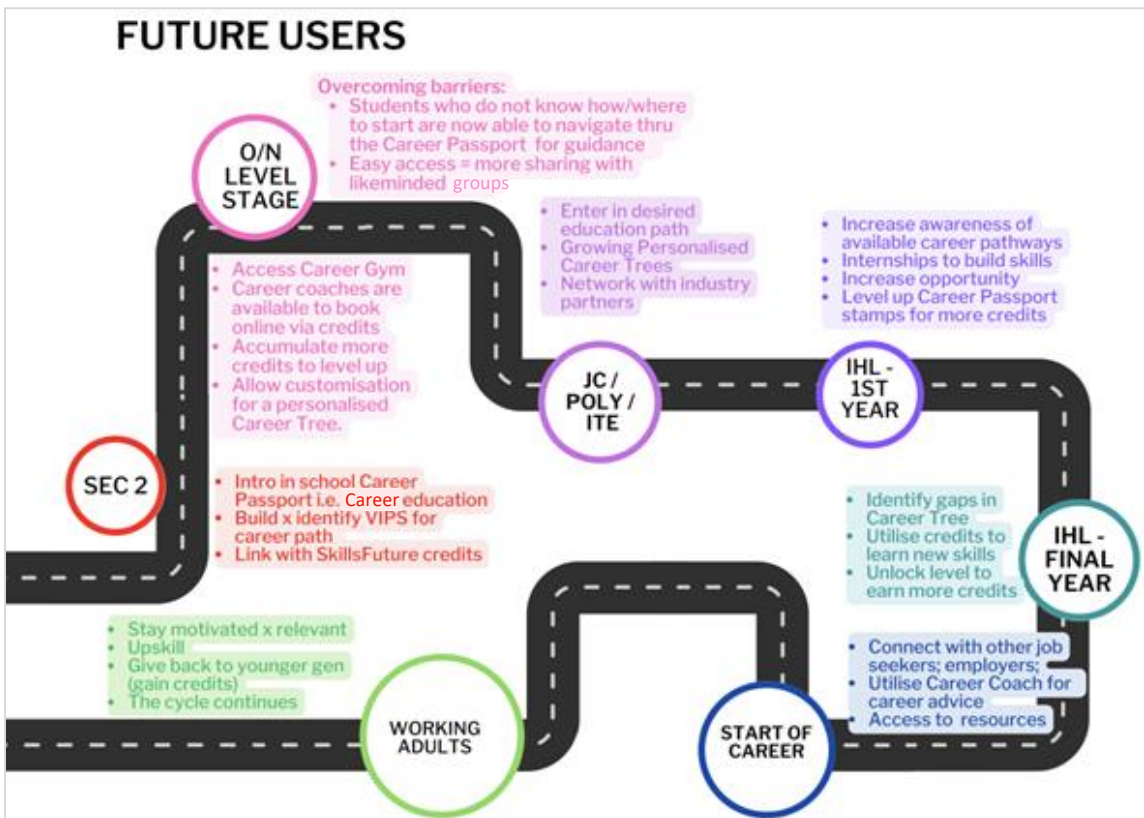 FUTURE USERS
Overcoming barriers:
• Students who do not know how/where
to start are now able to navigate thru
the Career Passport for guidance
• Easy access = more sharing with
likeminded groups
O/N
LEVEL
STAGE
• Enter in desired
education path
• Growing Personalised
Career Trees
• Network with industry
partners
• Increase awareness of
available career pathways
• Internships to build skills
• Increase opportunity
• Level up Career Passport
stamps for more credits
• Access Career Gym
• Career coaches are
available to book
online via credits
• Accumulate more
credits to level up
• Allow customisation
for a personalised
Career Tree.
JC /
POLY /
ITE
IHL -
1ST
YEAR
SEC 2
• Intro in school Career
Passport i.e. Career education
• Build x identify VIPS for
career path
• Link with SkillsFuture credits
• Identify gaps in
Career Tree
• Utilise credits to
learn new skills
• Unlock level to
earn more credits
IHL -
FINAL
YEAR
• Stay motivated x relevant
• Upskill
• Give back to younger gen
(gain credits)
• The cycle continues
• Connect with other job
seekers; employers;
• Utilise Career Coach for
career advice
• Access to resources
WORKING
ADULTS
START OF
CAREER